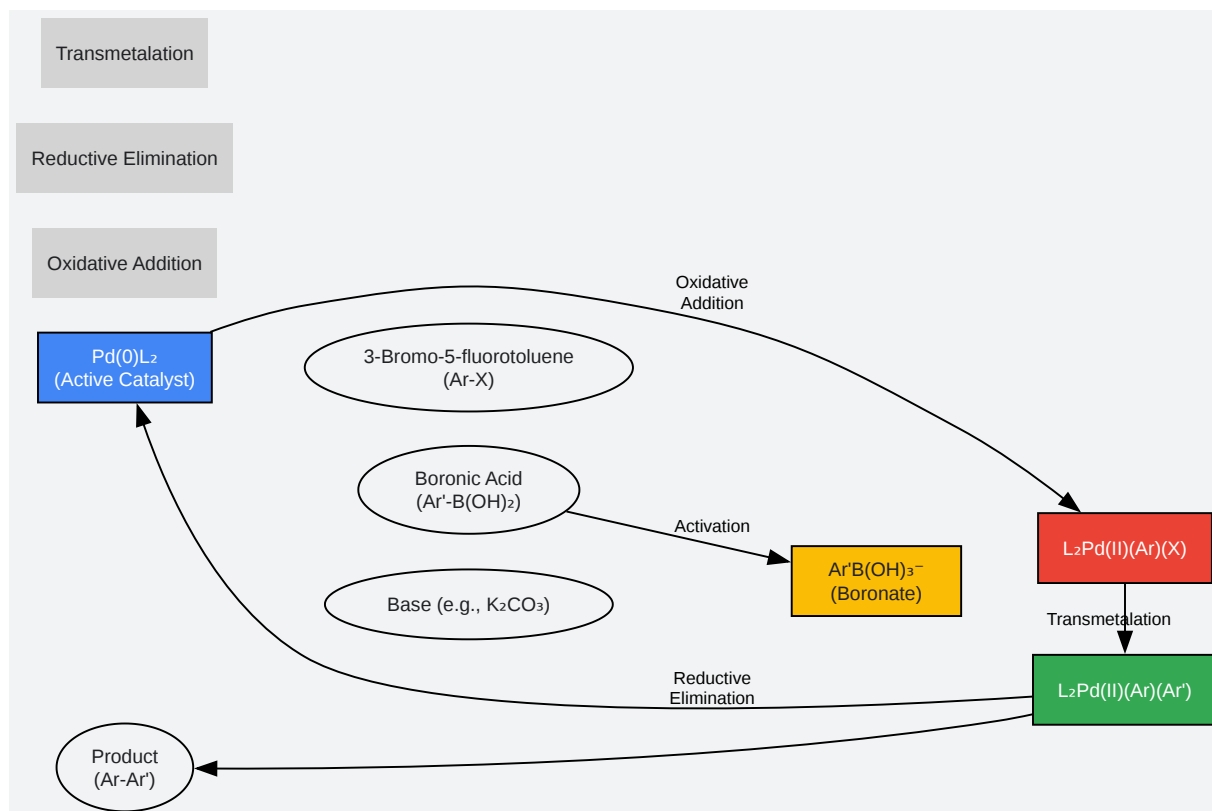 Transmetalation
Reductive Elimination
Oxidative Addition
Oxidative
Addition
Pd(0)L₂
(Active Catalyst)
3-Bromo-5-fluorotoluene
(Ar-X)
Boronic Acid
(Ar'-B(OH)₂)
Activation
L₂Pd(II)(Ar)(X)
Ar'B(OH)₃⁻
(Boronate)
Base (e.g., K₂CO₃)
Transmetalation
Reductive
Elimination
L₂Pd(II)(Ar)(Ar')
Product
(Ar-Ar')